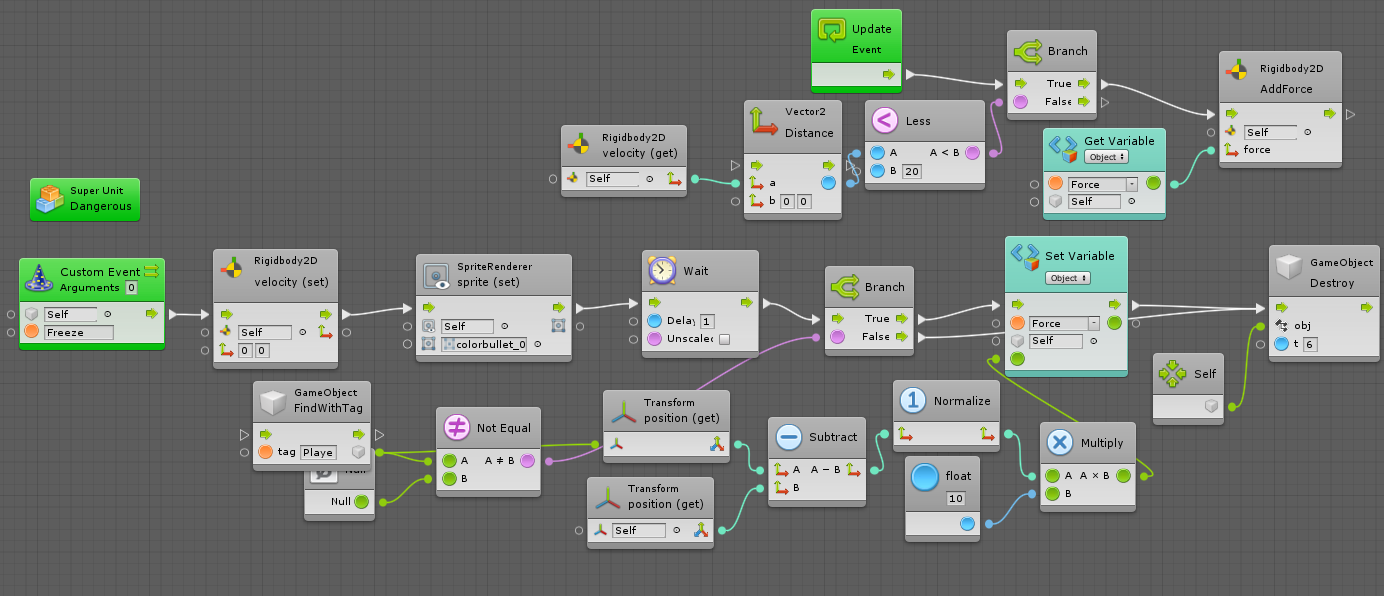 Update
Event
Branch
True
False
Rigidbody2D
AddForce
Self
force
Vector2
Distance
a
b 0 0
Less
A A < B
B 20
Rigidbody2D
velocity (get)
Self
Get Variable
Object
Force
Self
Super Unit
Dangerous
Custom Event
Arguments 0
Self
Freeze
Rigidbody2D
velocity (set)
Self
0 0
SpriteRenderer
sprite (set)
Self
colorbullet_0
Wait
Delay 1
Unscaled
Branch
True
False
Set Variable
Object
Force
Self
GameObject
Destroy
obj
t 6
Self
GameObject
FindWithTag
tag Playe
Null
Null
Not Equal
A A ≠ B
B
Transform
position (get)
Transform
position (get)
Self
Subtract
A A − B
B
1 Normalize
float
10
Multiply
A A × B
B